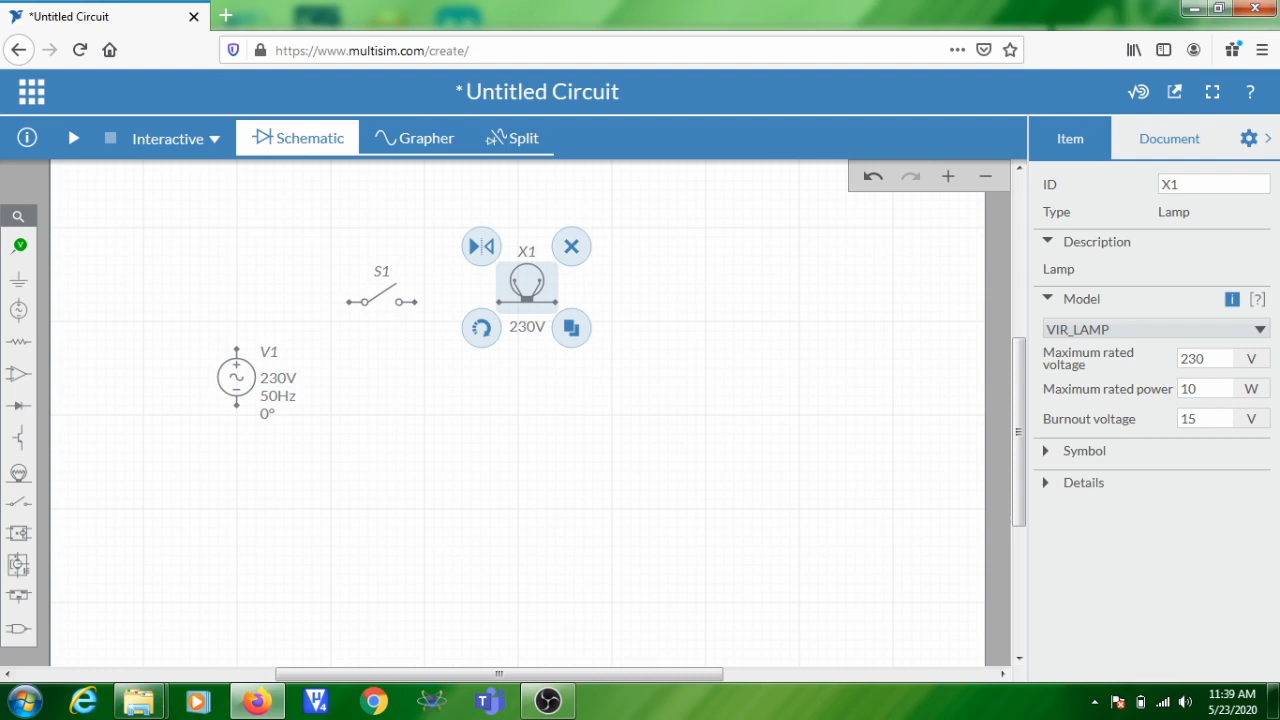 *Untitled Circuit
https://www.multisim.com/create/
*Untitled Circuit
?
Interactive
Schematic
Grapher
Split
Item
Document
ID
X1
Type
Lamp
Description
Lamp
Model
i
[?]
VIR_LAMP
Maximum rated voltage
230
V
Maximum rated power
10
W
Burnout voltage
15
V
Symbol
Details
V
S1
X1
230V
V1
230V
50Hz
0°
11:39 AM
5/23/2020